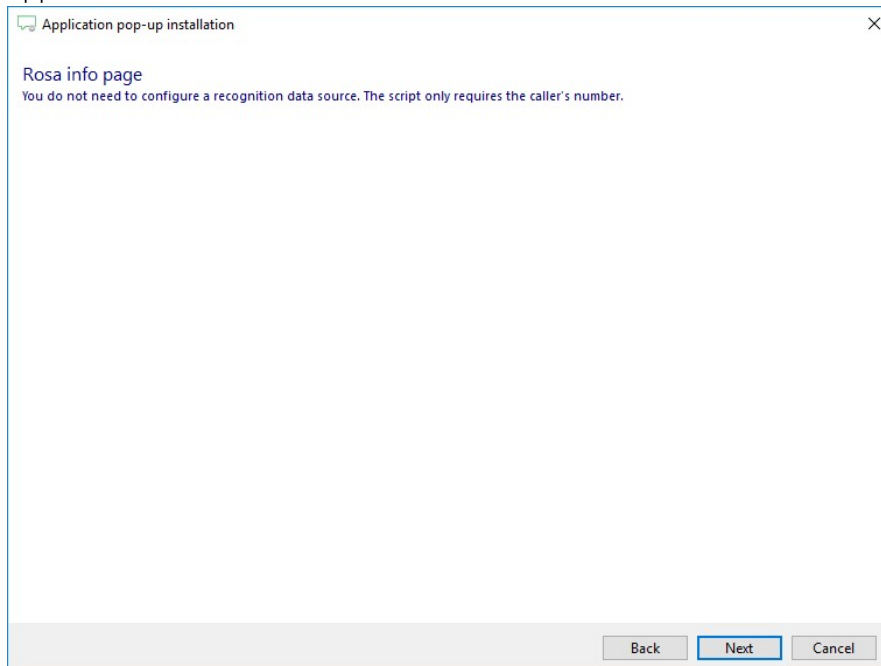 Application pop-up installation
Rosa info page
You do not need to configure a recognition data source. The script only requires the caller's number.
Back Next Cancel